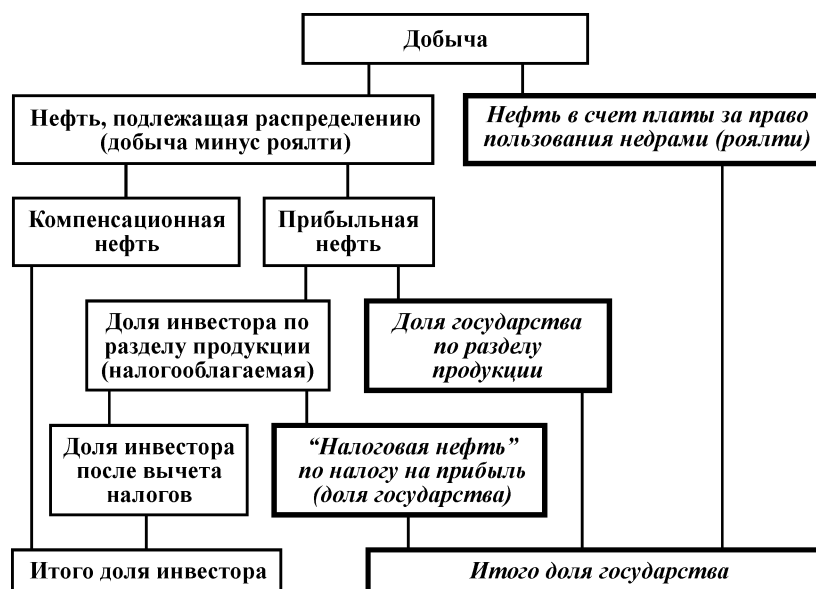 Добыча
Нефть, подлежащая распределению
(добыча минус роялти)
Нефть в счет платы за право
пользования недрами (роялти)
Компенсационная
нефть
Прибыльная
нефть
Доля инвестора по
разделу продукции
(налогооблагаемая)
Доля государства
по разделу
продукции
Доля инвестора
после вычета
налогов
“Налоговая нефть”
по налогу на прибыль
(доля государства)
Итого доля инвестора
Итого доля государства